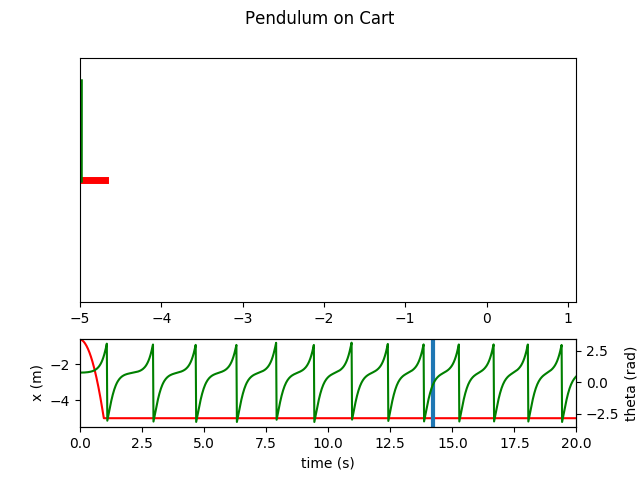 Pendulum on Cart
−5 −4 −3 −2 −1 0 1
x (m)
−2
−4
2.5
0.0
−2.5
theta (rad)
0.0 2.5 5.0 7.5 10.0 12.5 15.0 17.5 20.0
time (s)